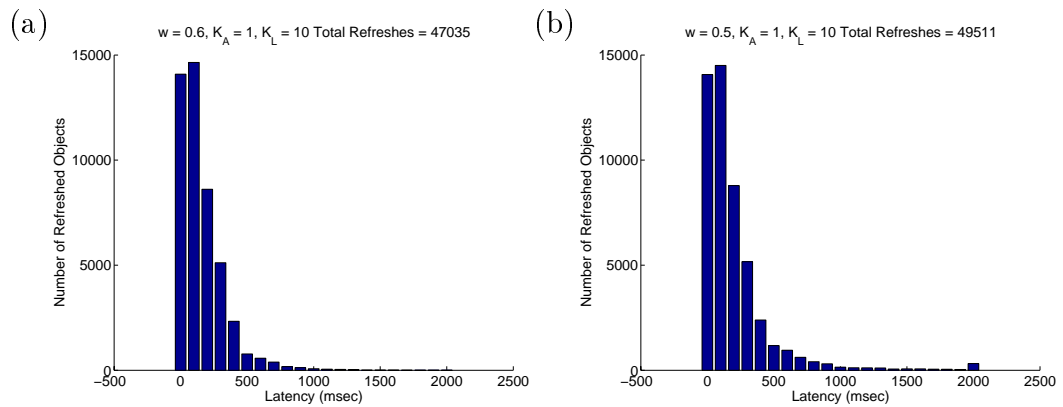 (a)
w = 0.6, K_A = 1, K_L = 10 Total Refreshes = 47035
15000
10000
5000
0
Number of Refreshed Objects
−500
0
500
1000
1500
2000
2500
Latency (msec)
(b)
w = 0.5, K_A = 1, K_L = 10 Total Refreshes = 49511
15000
10000
5000
0
Number of Refreshed Objects
−500
0
500
1000
1500
2000
2500
Latency (msec)